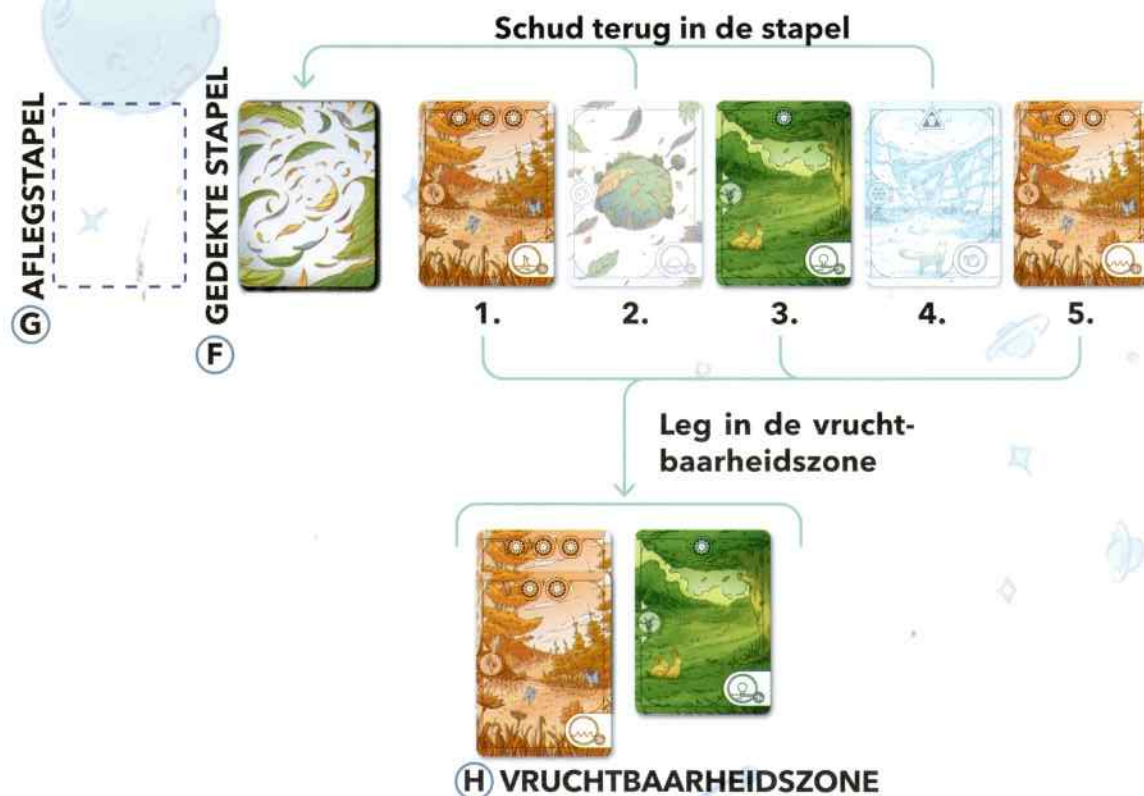 Schud terug in de stapel
G AFLEGSTAPEL
F GEDEKTE STAPEL
1.
2.
3.
4.
5.
Leg in de vrucht-
baarheidszone
H VRUCHTBAARHEIDSZONE